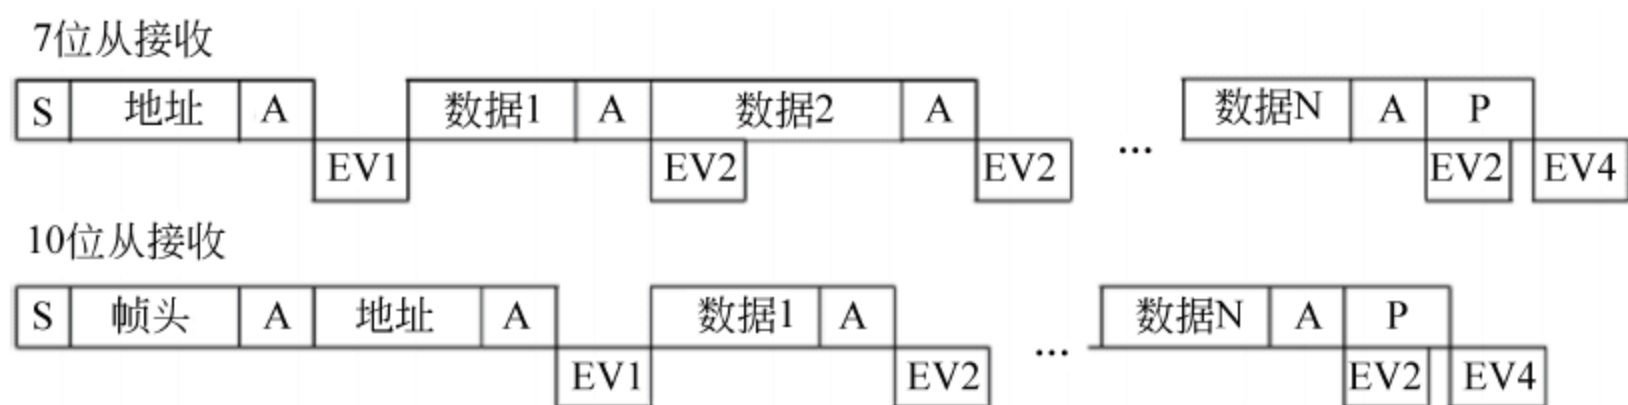 7位从接收
S 地址 A 数据1 A 数据2 A 数据N A P
EV1 EV2 EV2 ... EV2 EV4
10位从接收
S 帧头 A 地址 A 数据1 A 数据N A P
EV1 EV2 ... EV2 EV4